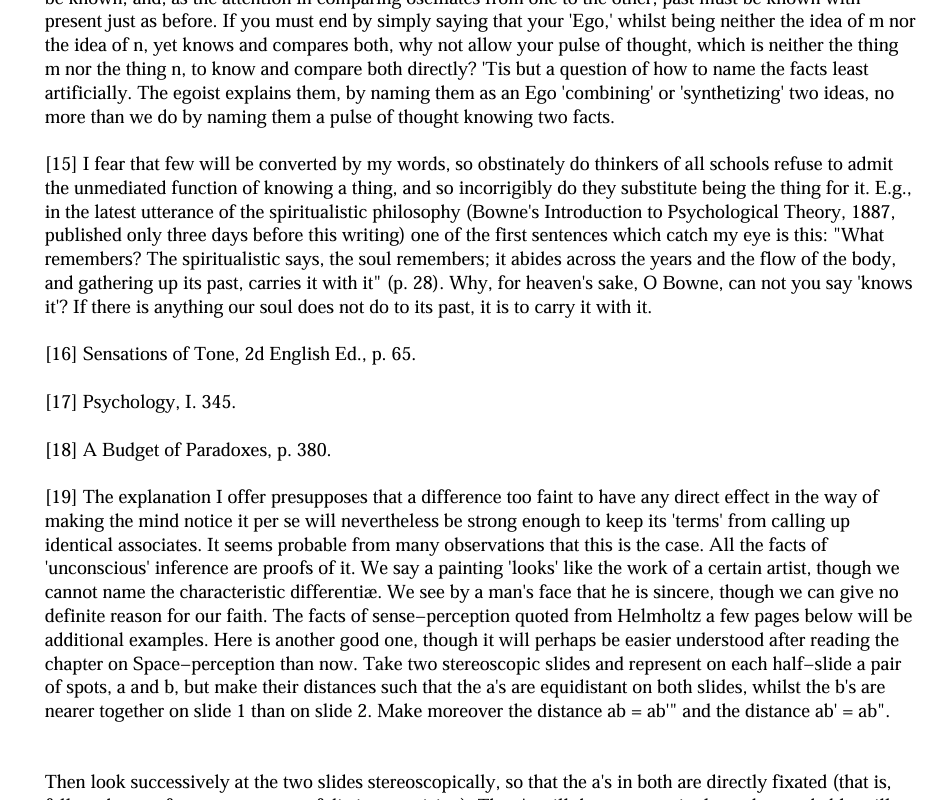 present just as before. If you must end by simply saying that your 'Ego,' whilst being neither the idea of m nor
the idea of n, yet knows and compares both, why not allow your pulse of thought, which is neither the thing
m nor the thing n, to know and compare both directly? 'Tis but a question of how to name the facts least
artificially. The egoist explains them, by naming them as an Ego 'combining' or 'synthetizing' two ideas, no
more than we do by naming them a pulse of thought knowing two facts.
[15] I fear that few will be converted by my words, so obstinately do thinkers of all schools refuse to admit
the unmediated function of knowing a thing, and so incorrigibly do they substitute being the thing for it. E.g.,
in the latest utterance of the spiritualistic philosophy (Bowne's Introduction to Psychological Theory, 1887,
published only three days before this writing) one of the first sentences which catch my eye is this: "What
remembers? The spiritualistic says, the soul remembers; it abides across the years and the flow of the body,
and gathering up its past, carries it with it" (p. 28). Why, for heaven's sake, O Bowne, can not you say 'knows
it'? If there is anything our soul does not do to its past, it is to carry it with it.
[16] Sensations of Tone, 2d English Ed., p. 65.
[17] Psychology, I. 345.
[18] A Budget of Paradoxes, p. 380.
[19] The explanation I offer presupposes that a difference too faint to have any direct effect in the way of
making the mind notice it per se will nevertheless be strong enough to keep its 'terms' from calling up
identical associates. It seems probable from many observations that this is the case. All the facts of
'unconscious' inference are proofs of it. We say a painting 'looks' like the work of a certain artist, though we
cannot name the characteristic differentiæ. We see by a man's face that he is sincere, though we can give no
definite reason for our faith. The facts of sense−perception quoted from Helmholtz a few pages below will be
additional examples. Here is another good one, though it will perhaps be easier understood after reading the
chapter on Space−perception than now. Take two stereoscopic slides and represent on each half−slide a pair
of spots, a and b, but make their distances such that the a's are equidistant on both slides, whilst the b's are
nearer together on slide 1 than on slide 2. Make moreover the distance ab = ab'" and the distance ab' = ab".
Then look successively at the two slides stereoscopically, so that the a's in both are directly fixated (that is,